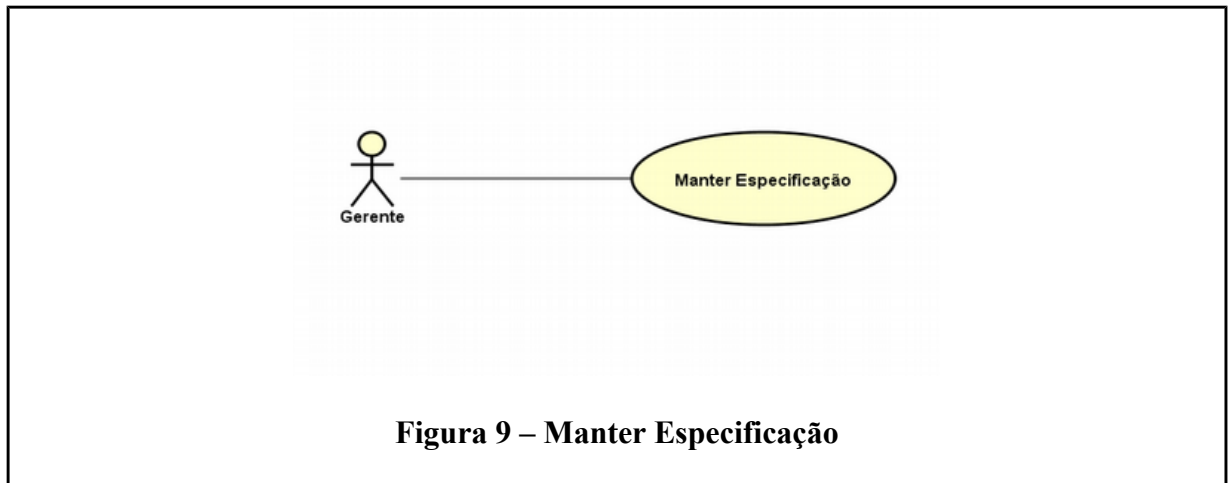 Manter Especificação
Gerente
Figura 9 – Manter Especificação